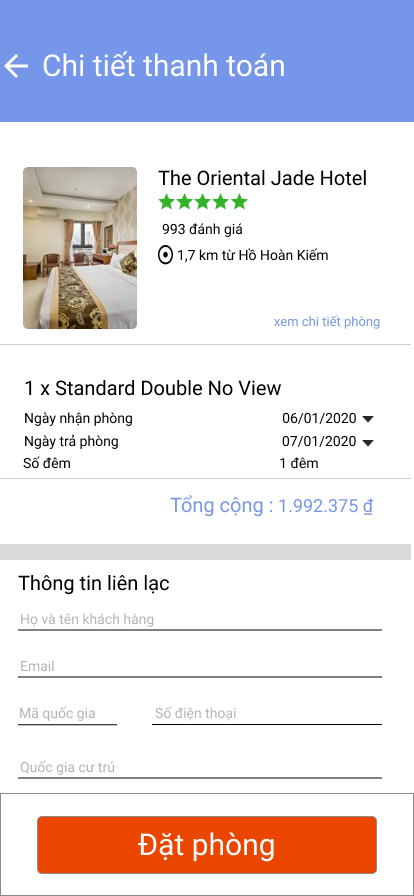 Chi tiết thanh toán
The Oriental Jade Hotel
993 đánh giá
1,7 km từ Hồ Hoàn Kiếm
xem chi tiết phòng
1 x Standard Double No View
Ngày nhận phòng 06/01/2020
Ngày trả phòng 07/01/2020
Số đêm 1 đêm
Tổng cộng : 1.992.375 ₫
Thông tin liên lạc
Họ và tên khách hàng
Email
Mã quốc gia Số điện thoại
Quốc gia cư trú
Đặt phòng